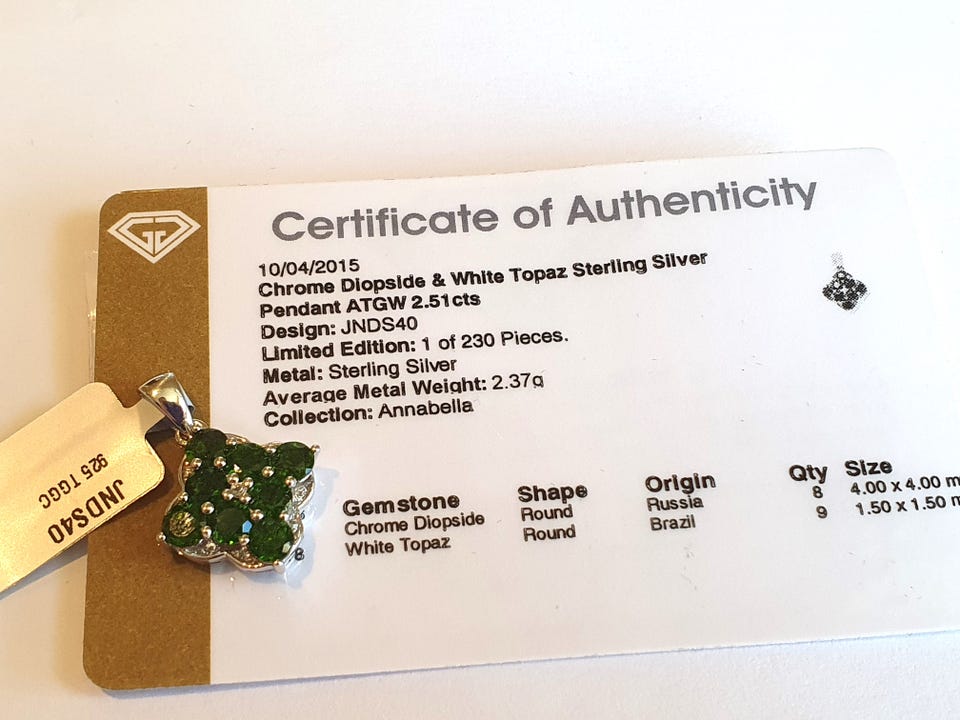 Certificate of Authenticity
10/04/2015
Chrome Diopside & White Topaz Sterling Silver
Pendant ATGW 2.51cts
Design: JNDS40
Limited Edition: 1 of 230 Pieces.
Metal: Sterling Silver
Average Metal Weight: 2.37g
Collection: Annabella
Gemstone Shape Origin Qty Size
Chrome Diopside Round Russia 8 4.00 x 4.00 m
White Topaz Round Brazil 9 1.50 x 1.50 m
8
JNDS40
925 TGGC